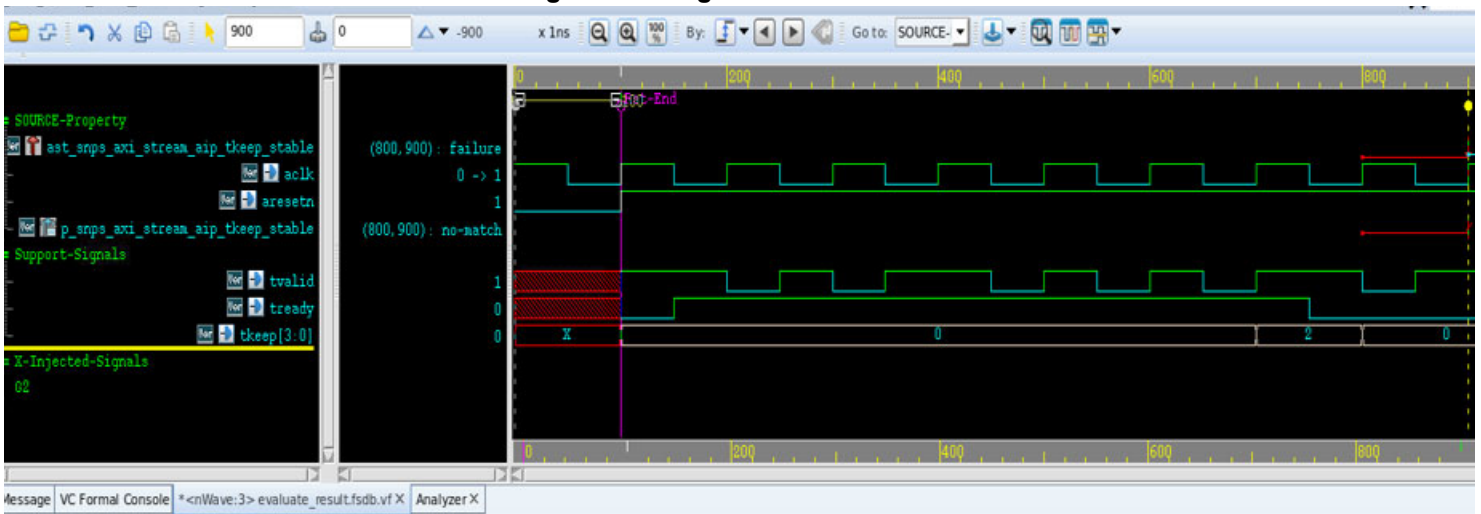 900
0
-900
x 1ns
100
%
By:
Go to:
SOURCE-
0
200
400
600
800
-End
= SOURCE-Property
ast_snps_axi_stream_aip_tkeep_stable
(800,900): failure
aclk
0 -> 1
aresetn
1
p_snps_axi_stream_aip_tkeep_stable
(800,900): no-match
= Support-Signals
tvalid
1
tready
0
tkeep[3:0]
0
X
0
2
0
= X-Injected-Signals
G2
0
200
400
600
800
Message
VC Formal Console
*<nWave:3> evaluate_result.fsdb.vf X
Analyzer X